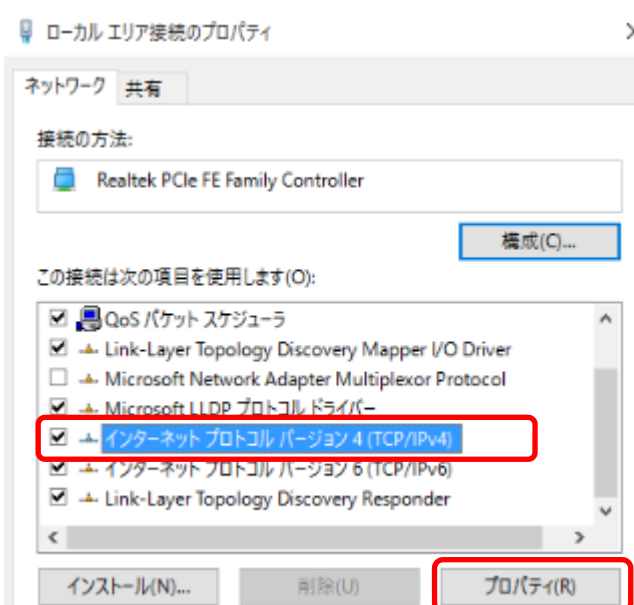 ローカル エリア接続のプロパティ
ネットワーク 共有
接続の方法:
Realtek PCIe FE Family Controller
構成(C)...
この接続は次の項目を使用します(O):
QoS パケット スケジューラ
Link-Layer Topology Discovery Mapper I/O Driver
Microsoft Network Adapter Multiplexor Protocol
Microsoft LLDP プロトコル ドライバー
インターネット プロトコル バージョン 4 (TCP/IPv4)
インターネット プロトコル バージョン 6 (TCP/IPv6)
Link-Layer Topology Discovery Responder
インストール(N)... 削除(U) プロパティ(R)